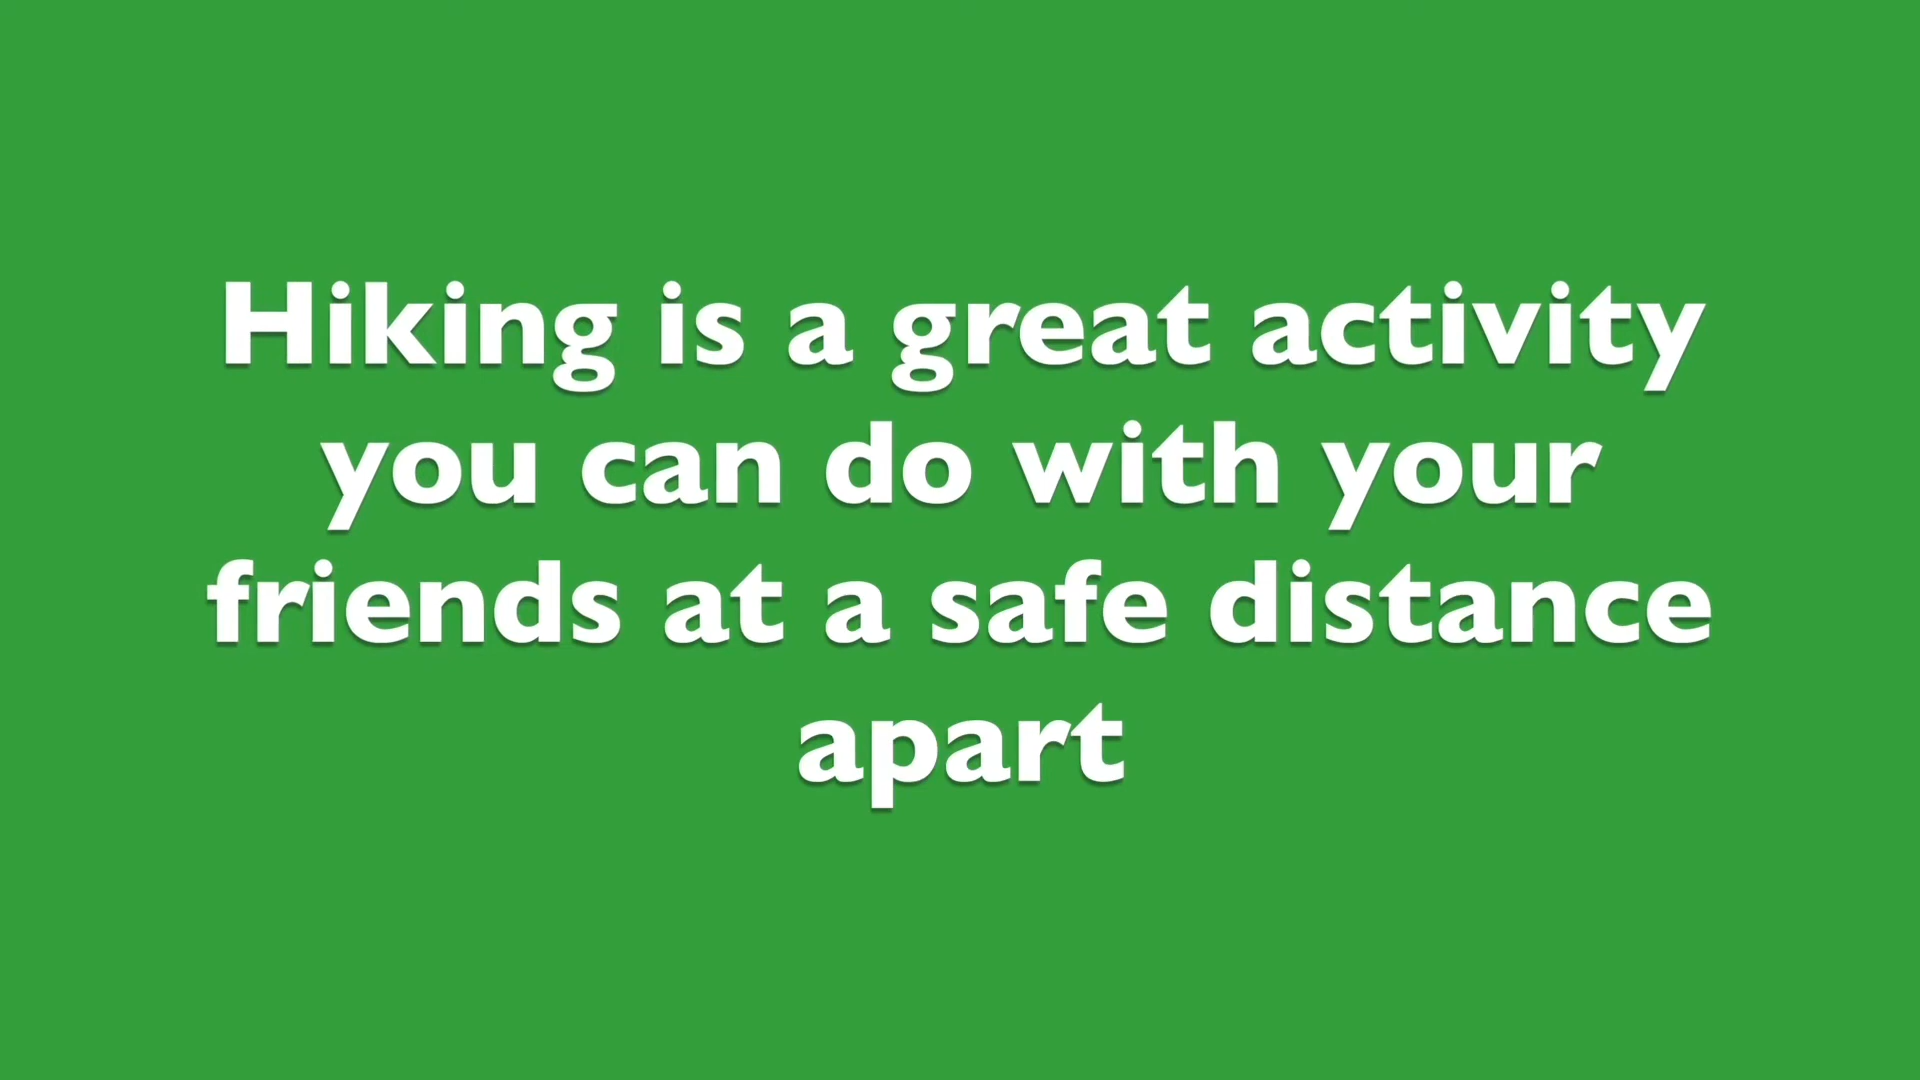 Hiking is a great activity
you can do with your
friends at a safe distance
apart